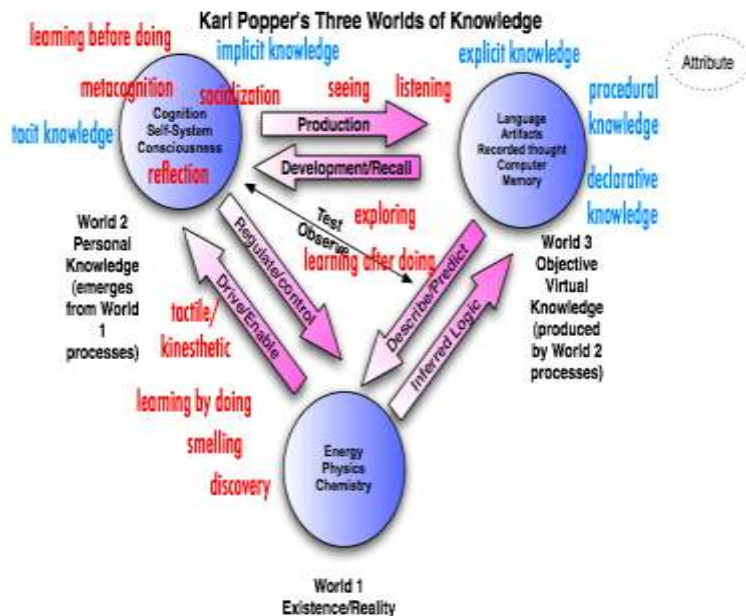 Karl Popper's Three Worlds of Knowledge
learning before doing
implicit knowledge
explicit knowledge
Attribute
metacognition
socialization
seeing
listening
procedural
knowledge
Cognition
Self-System
Consciousness
tacit knowledge
reflection
Production
Development/Recall
Language
Artifacts
Recorded thought
Computer
Memory
declarative
knowledge
Test
Observe
exploring
learning after doing
World 2
Personal
Knowledge
(emerges
from World
1
processes)
Regulate/control
Drive/Enable
Describe/Predict
Inferred Logic
World 3
Objective
Virtual
Knowledge
(produced
by World 2
processes)
tactile/
kinesthetic
learning by doing
smelling
discovery
Energy
Physics
Chemistry
World 1
Existence/Reality